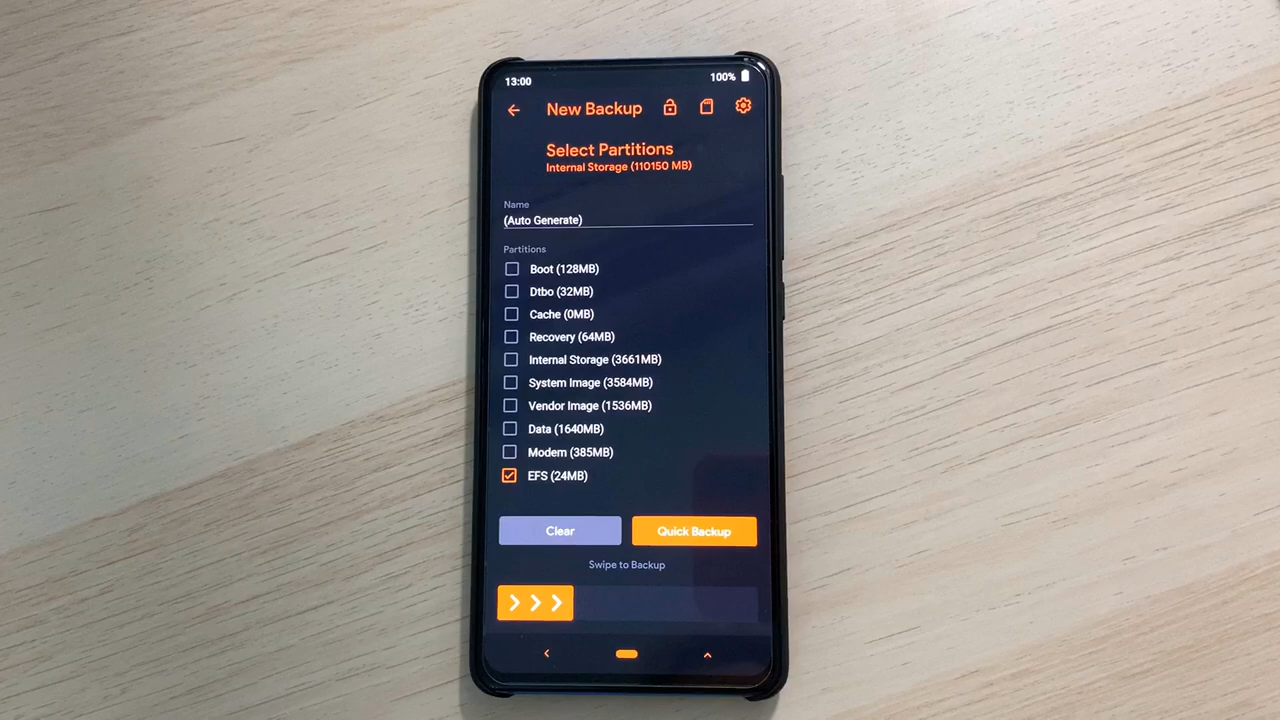 13:00 100%
New Backup
Select Partitions
Internal Storage (110150 MB)
Name
(Auto Generate)
Partitions
Boot (128MB)
Dtbo (32MB)
Cache (0MB)
Recovery (64MB)
Internal Storage (3661MB)
System Image (3584MB)
Vendor Image (1536MB)
Data (1640MB)
Modem (385MB)
EFS (24MB)
Clear Quick Backup
Swipe to Backup